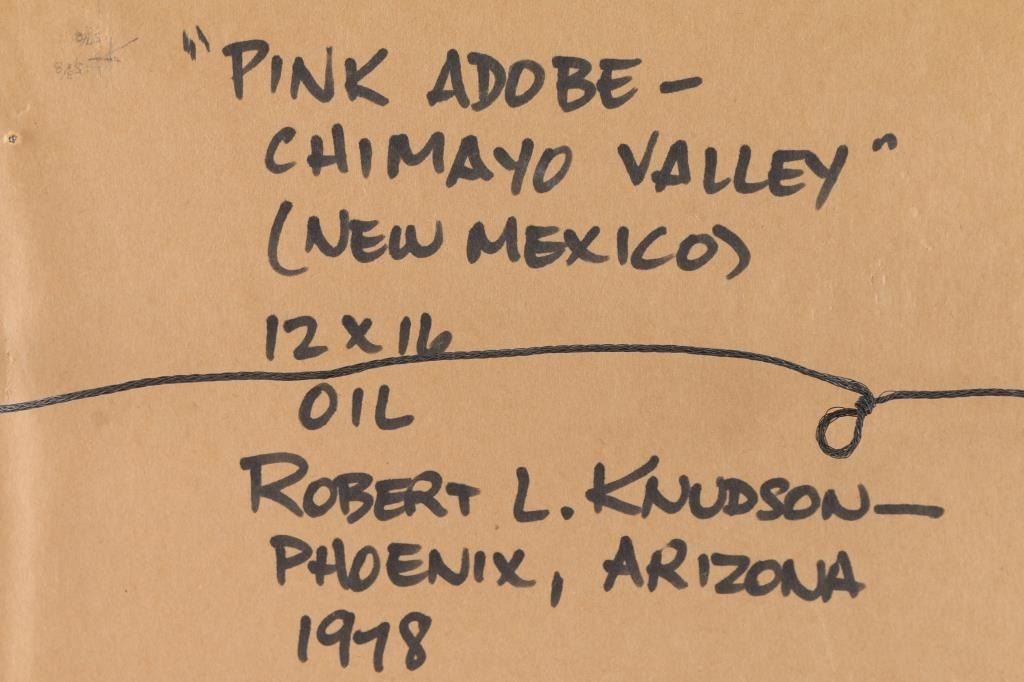 "PINK ADOBE -
CHIMAYO VALLEY"
(NEW MEXICO)
12 X 16
OIL
ROBERT L. KNUDSON—
PHOENIX, ARIZONA
1978